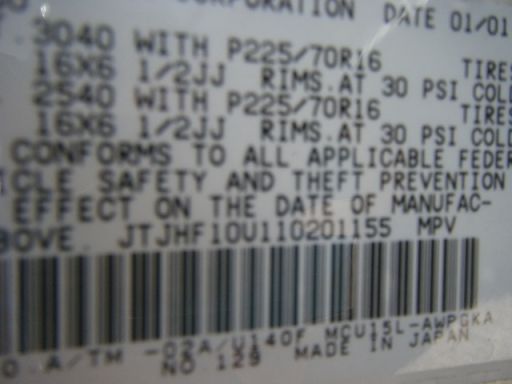 CORPORATION DATE 01/01
3040 WITH P225/70R16 TIRES
16X6 1/2JJ RIMS.AT 30 PSI COLD
2540 WITH P225/70R16 TIRES
16X6 1/2JJ RIMS.AT 30 PSI COLD
CONFORMS TO ALL APPLICABLE FEDER
CLE SAFETY AND THEFT PREVENTION
EFFECT ON THE DATE OF MANUFAC-
BOVE. JTJHF10U110201155 MPV
A/TM -02A/U140F MCU15L-AWPGKA
NO 129 MADE IN JAPAN